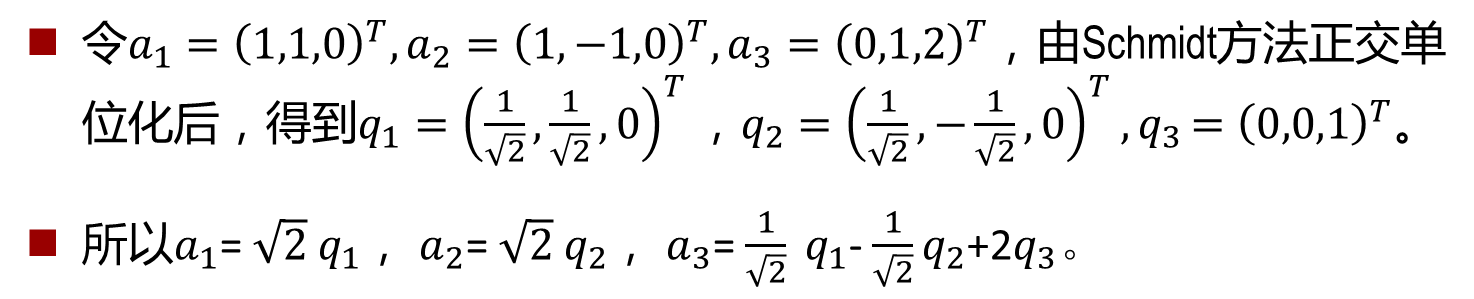 ■ 令a₁ = (1,1,0)ᵀ, a₂ = (1, −1,0)ᵀ, a₃ = (0,1,2)ᵀ，由Schmidt方法正交单
位化后，得到q₁ = (1/√2, 1/√2, 0)ᵀ，q₂ = (1/√2, −1/√2, 0)ᵀ, q₃ = (0,0,1)ᵀ。
■ 所以a₁= √2 q₁， a₂= √2 q₂， a₃= 1/√2 q₁- 1/√2 q₂+2q₃。